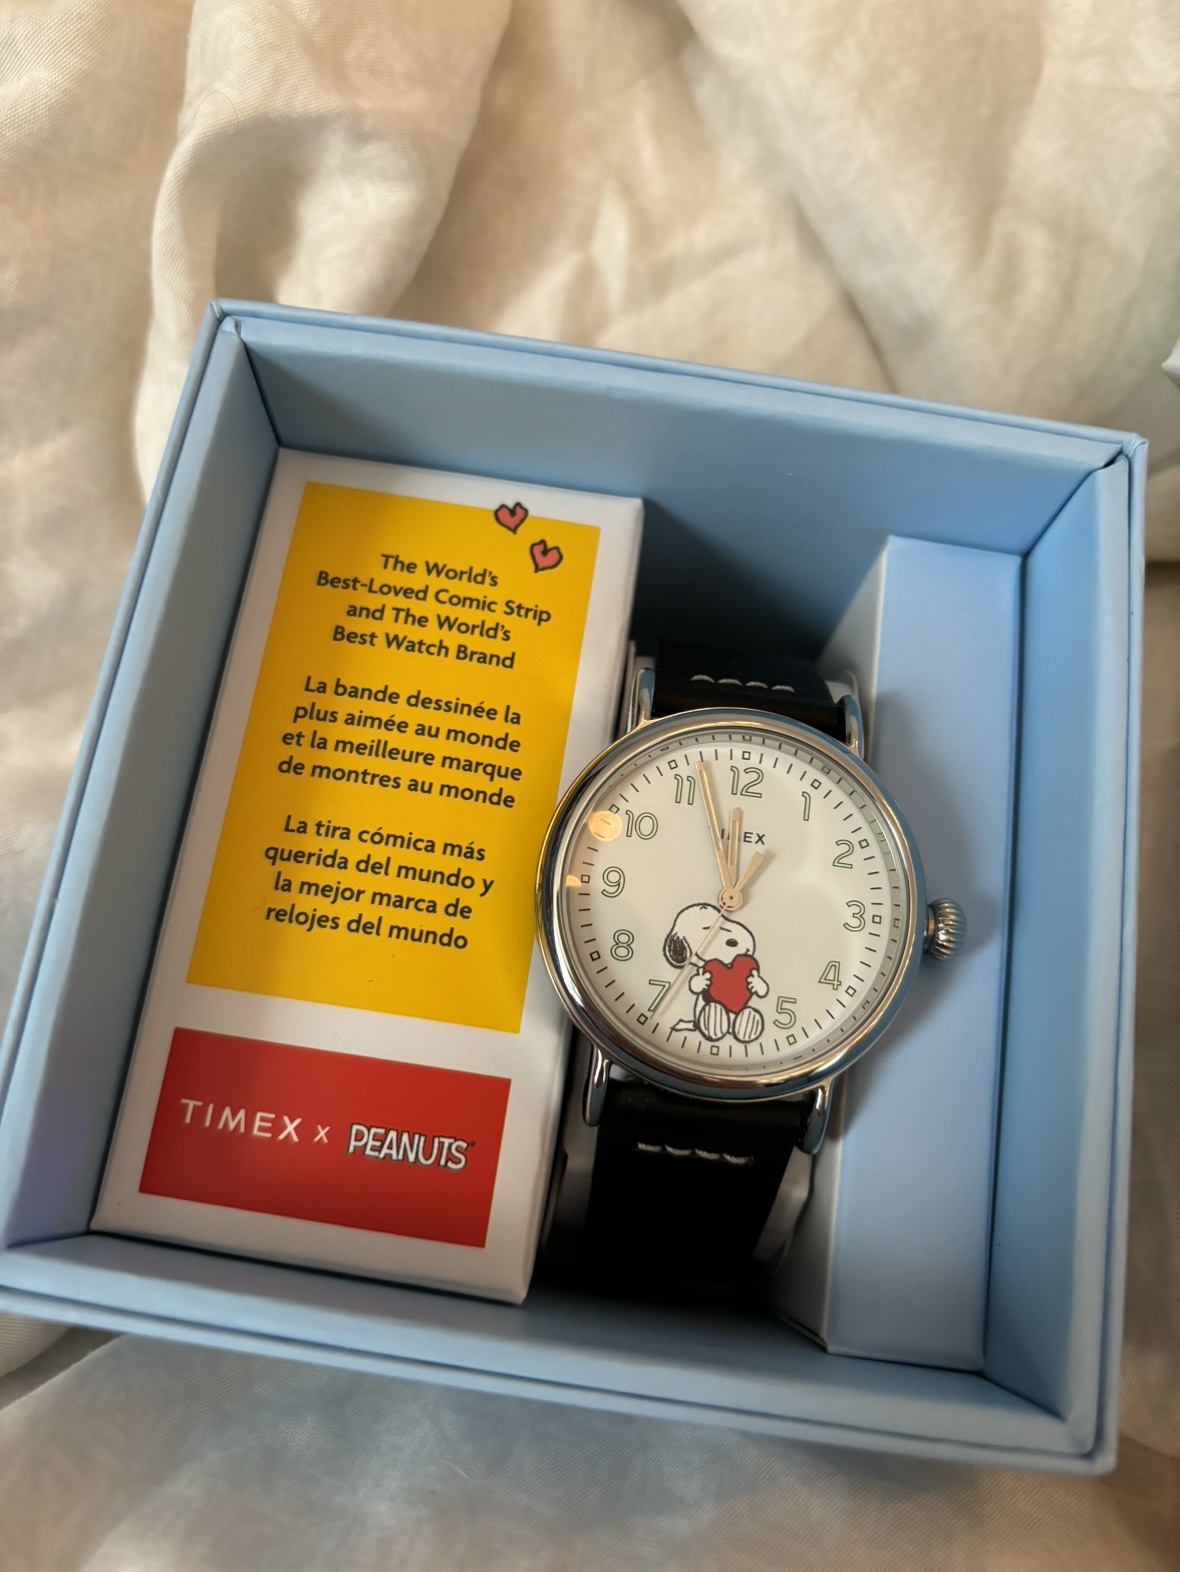 The World's
Best-Loved Comic Strip
and The World's
Best Watch Brand
La bande dessinée la
plus aimée au monde
et la meilleure marque
de montres au monde
La tira cómica más
querida del mundo y
la mejor marca de
relojes del mundo
TIMEX x PEANUTS
11 12 1
10 2
9 3
8 4
7 5